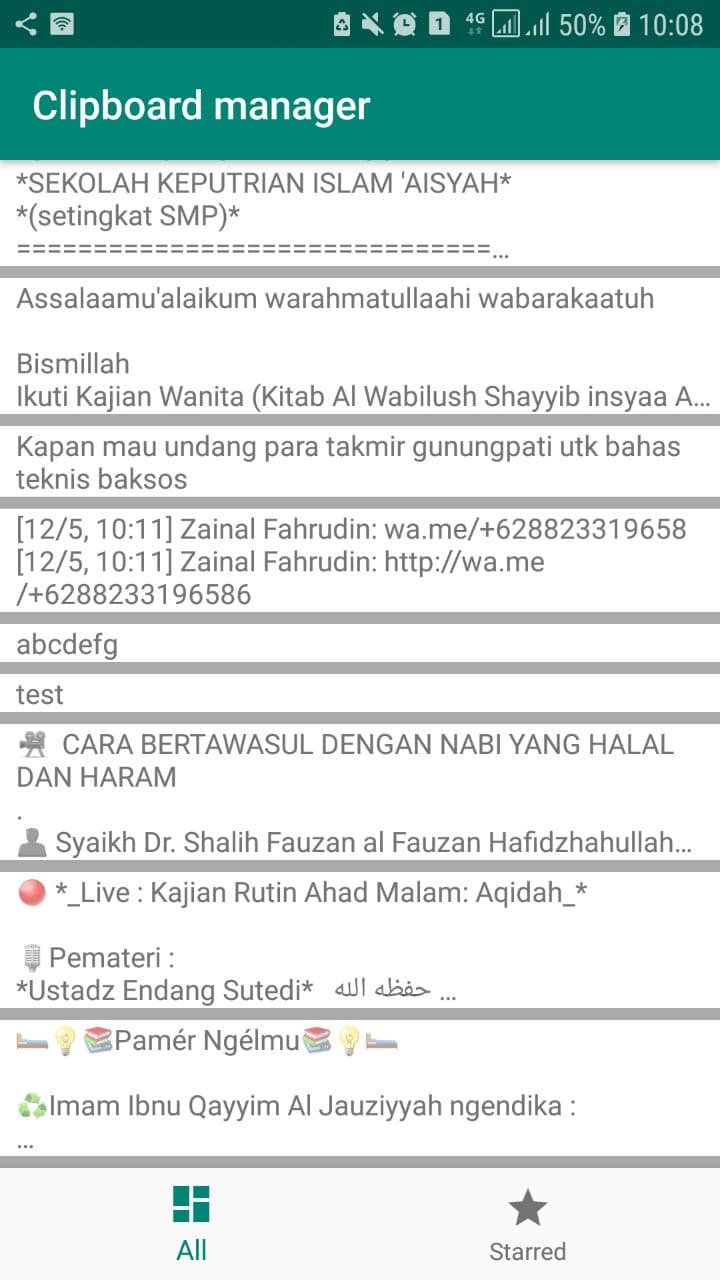 4G 50% 10:08
Clipboard manager
*SEKOLAH KEPUTRIAN ISLAM 'AISYAH*
*(setingkat SMP)*
===============================...
Assalaamu'alaikum warahmatullaahi wabarakaatuh
Bismillah
Ikuti Kajian Wanita (Kitab Al Wabilush Shayyib insyaa A...
Kapan mau undang para takmir gunungpati utk bahas
teknis baksos
[12/5, 10:11] Zainal Fahrudin: wa.me/+628823319658
[12/5, 10:11] Zainal Fahrudin: http://wa.me
/+6288233196586
abcdefg
test
🎥 CARA BERTAWASUL DENGAN NABI YANG HALAL
DAN HARAM
.
👤 Syaikh Dr. Shalih Fauzan al Fauzan Hafidzhahullah...
🔴 *_Live : Kajian Rutin Ahad Malam: Aqidah_*
🎙Pemateri :
*Ustadz Endang Sutedi* حفظه الله ...
🛏💡📚Pamér Ngélmu📚💡🛏
♻Imam Ibnu Qayyim Al Jauziyyah ngendika :
...
All
Starred